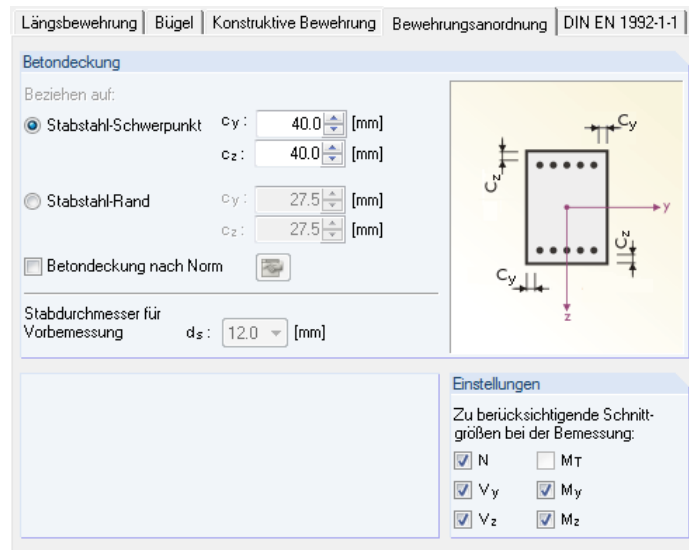 Längsbewehrung Bügel Konstruktive Bewehrung Bewehrungsanordnung DIN EN 1992-1-1
Betondeckung
Beziehen auf:
Stabstahl-Schwerpunkt cy: 40.0 [mm]
cz: 40.0 [mm]
Stabstahl-Rand cy: 27.5 [mm]
cz: 27.5 [mm]
Betondeckung nach Norm
Stabdurchmesser für
Vorbemessung ds: 12.0 [mm]
Cy
Cz
y
Cz
Cy
z
Einstellungen
Zu berücksichtigende Schnitt-
größen bei der Bemessung:
N MT
Vy My
Vz Mz